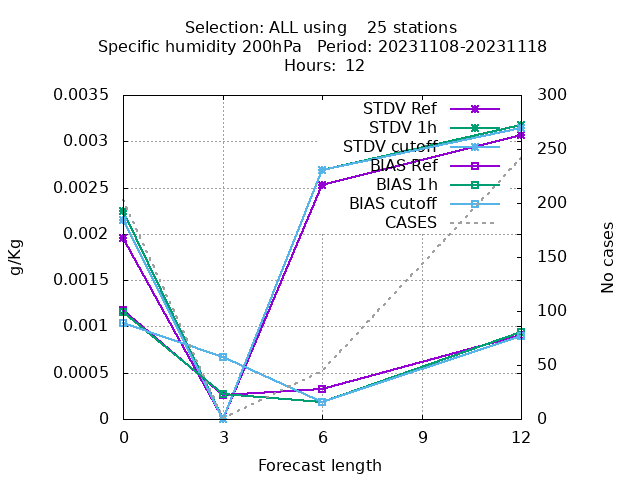 Selection: ALL using    25 stations
Specific humidity 200hPa   Period: 20231108-20231118
Hours: 12
g/Kg
0.0035
0.003
0.0025
0.002
0.0015
0.001
0.0005
0
STDV Ref
STDV 1h
STDV cutoff
BIAS Ref
BIAS 1h
BIAS cutoff
CASES
300
250
200
150
100
50
0
No cases
0 3 6 9 12
Forecast length